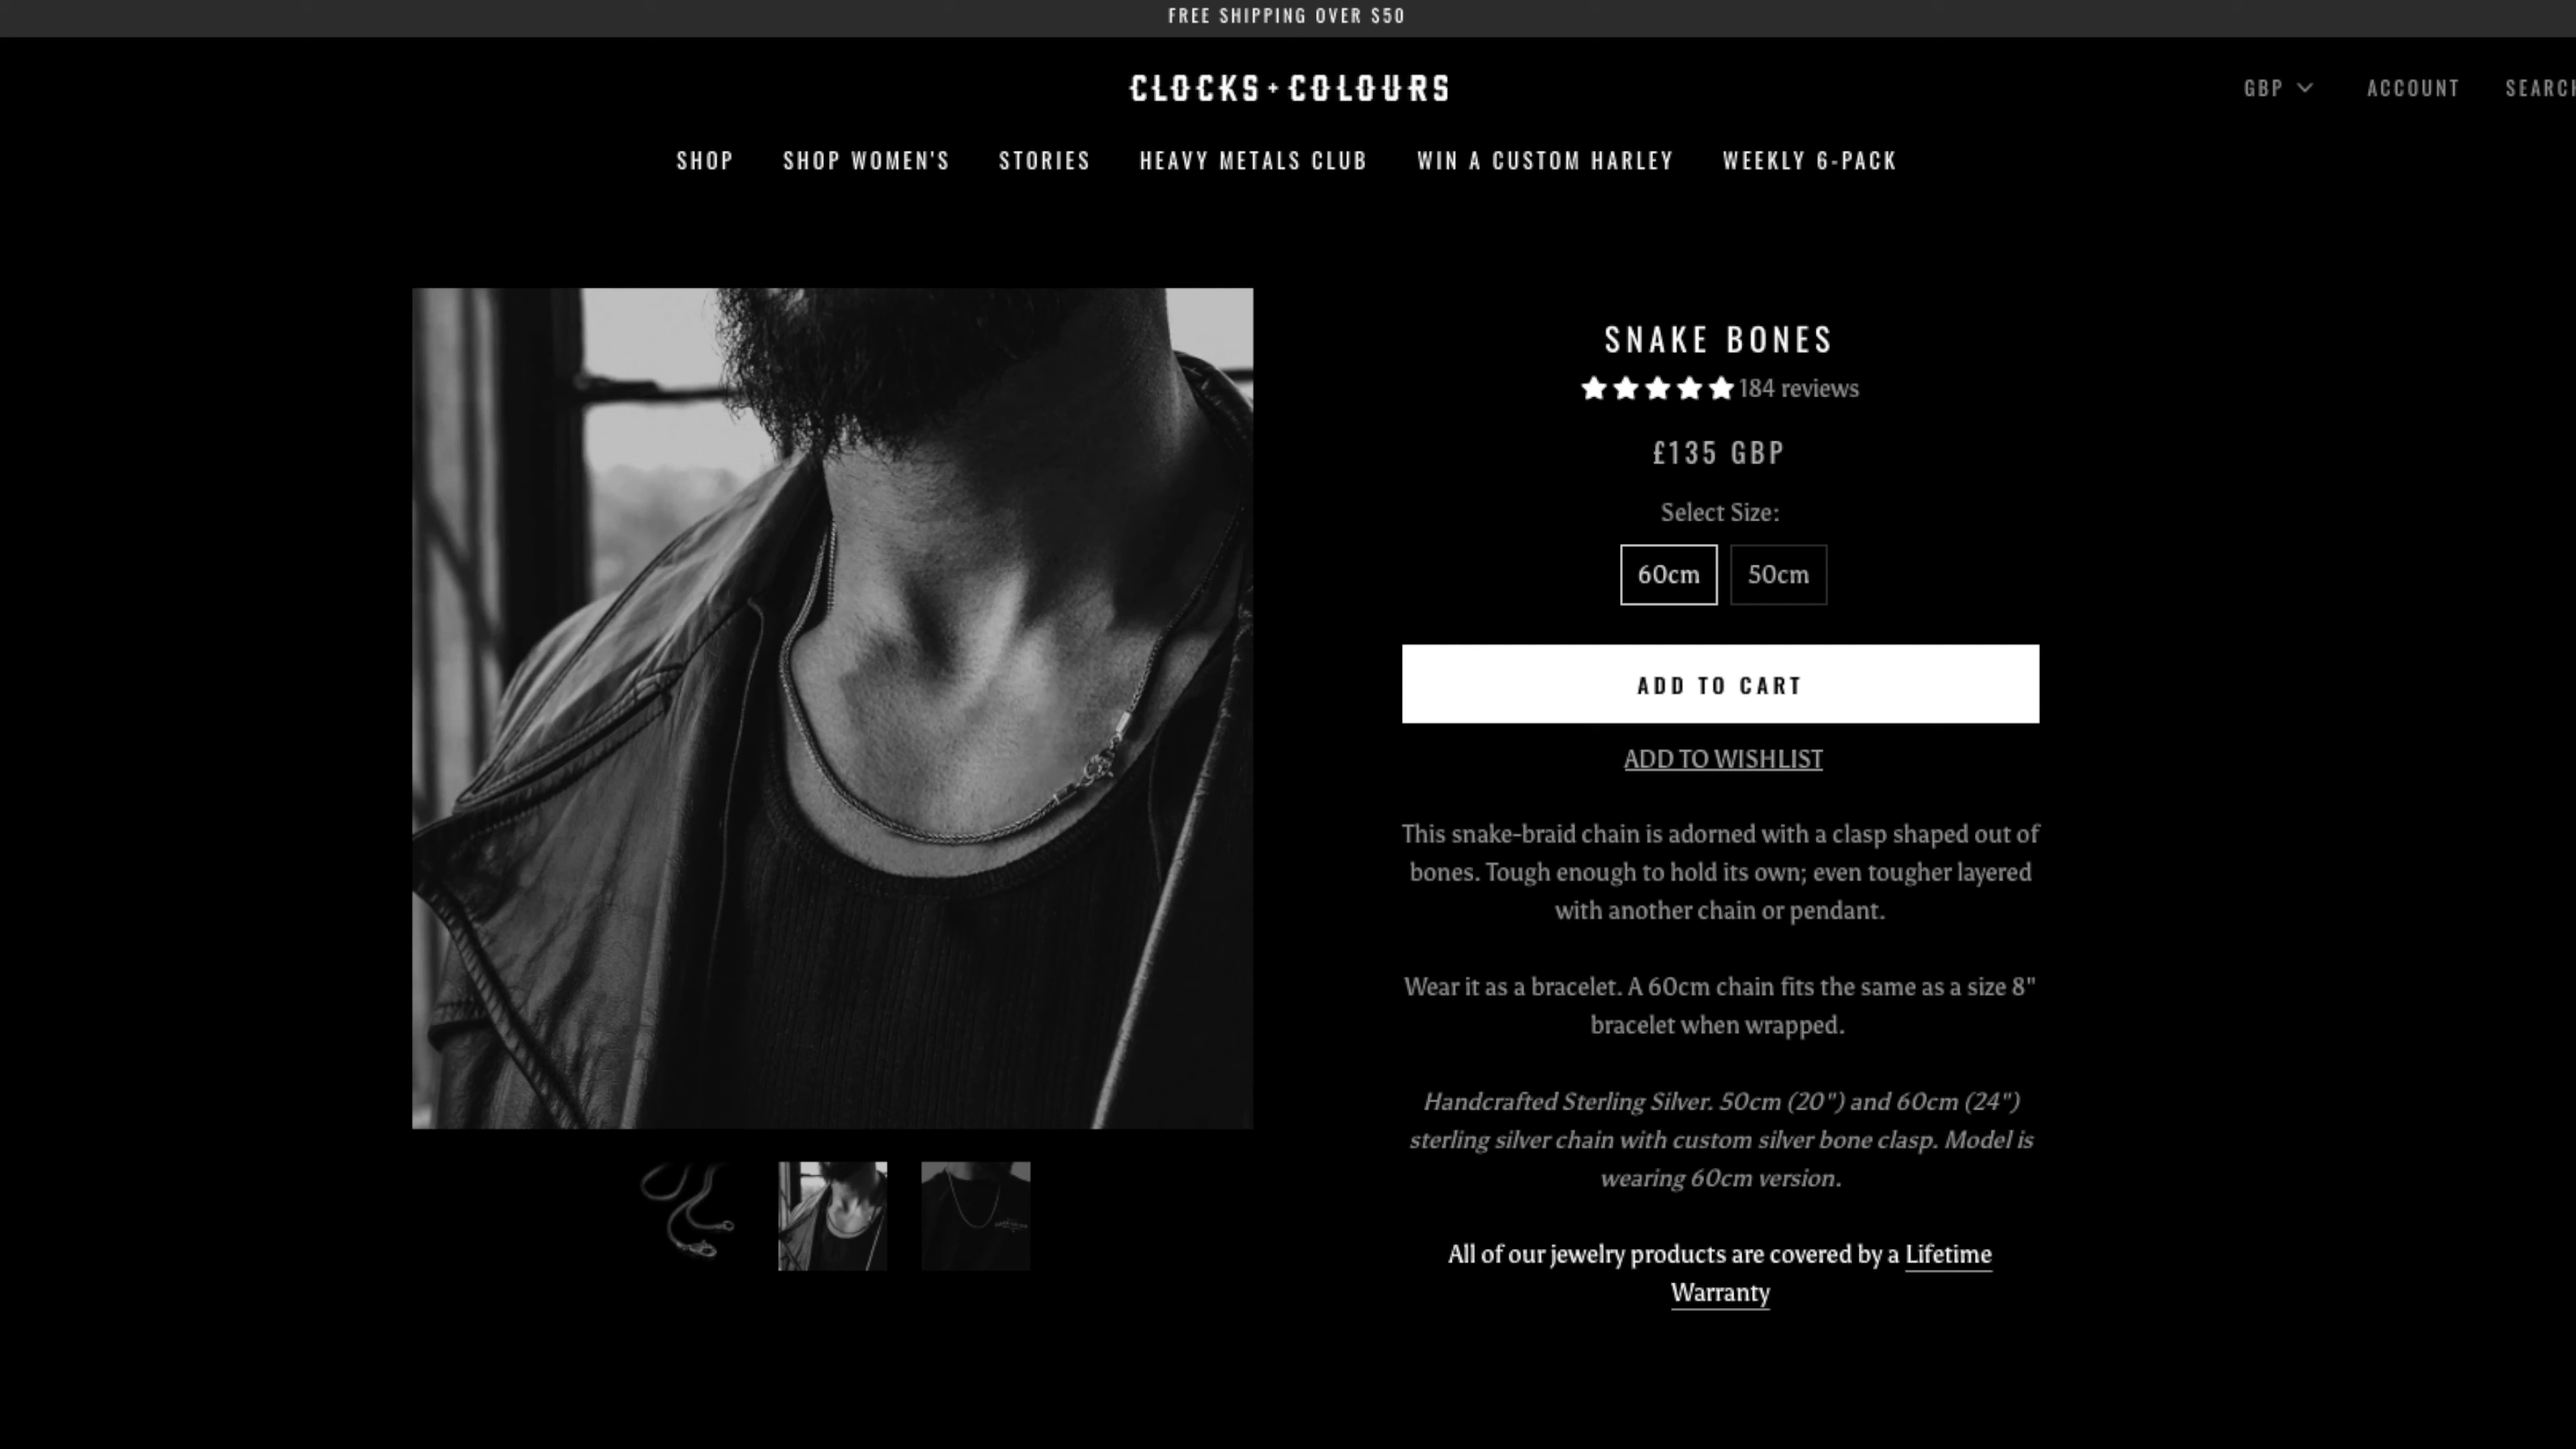 FREE SHIPPING OVER $50
CLOCKS + COLOURS
GBP ACCOUNT
SHOP SHOP WOMEN'S STORIES HEAVY METALS CLUB WIN A CUSTOM HARLEY WEEKLY 6-PACK
SNAKE BONES
184 reviews
£135 GBP
Select Size:
60cm 50cm
ADD TO CART
ADD TO WISHLIST
This snake-braid chain is adorned with a clasp shaped out of
bones. Tough enough to hold its own; even tougher layered
with another chain or pendant.
Wear it as a bracelet. A 60cm chain fits the same as a size 8"
bracelet when wrapped.
Handcrafted Sterling Silver. 50cm (20") and 60cm (24")
sterling silver chain with custom silver bone clasp. Model is
wearing 60cm version.
All of our jewelry products are covered by a Lifetime
Warranty